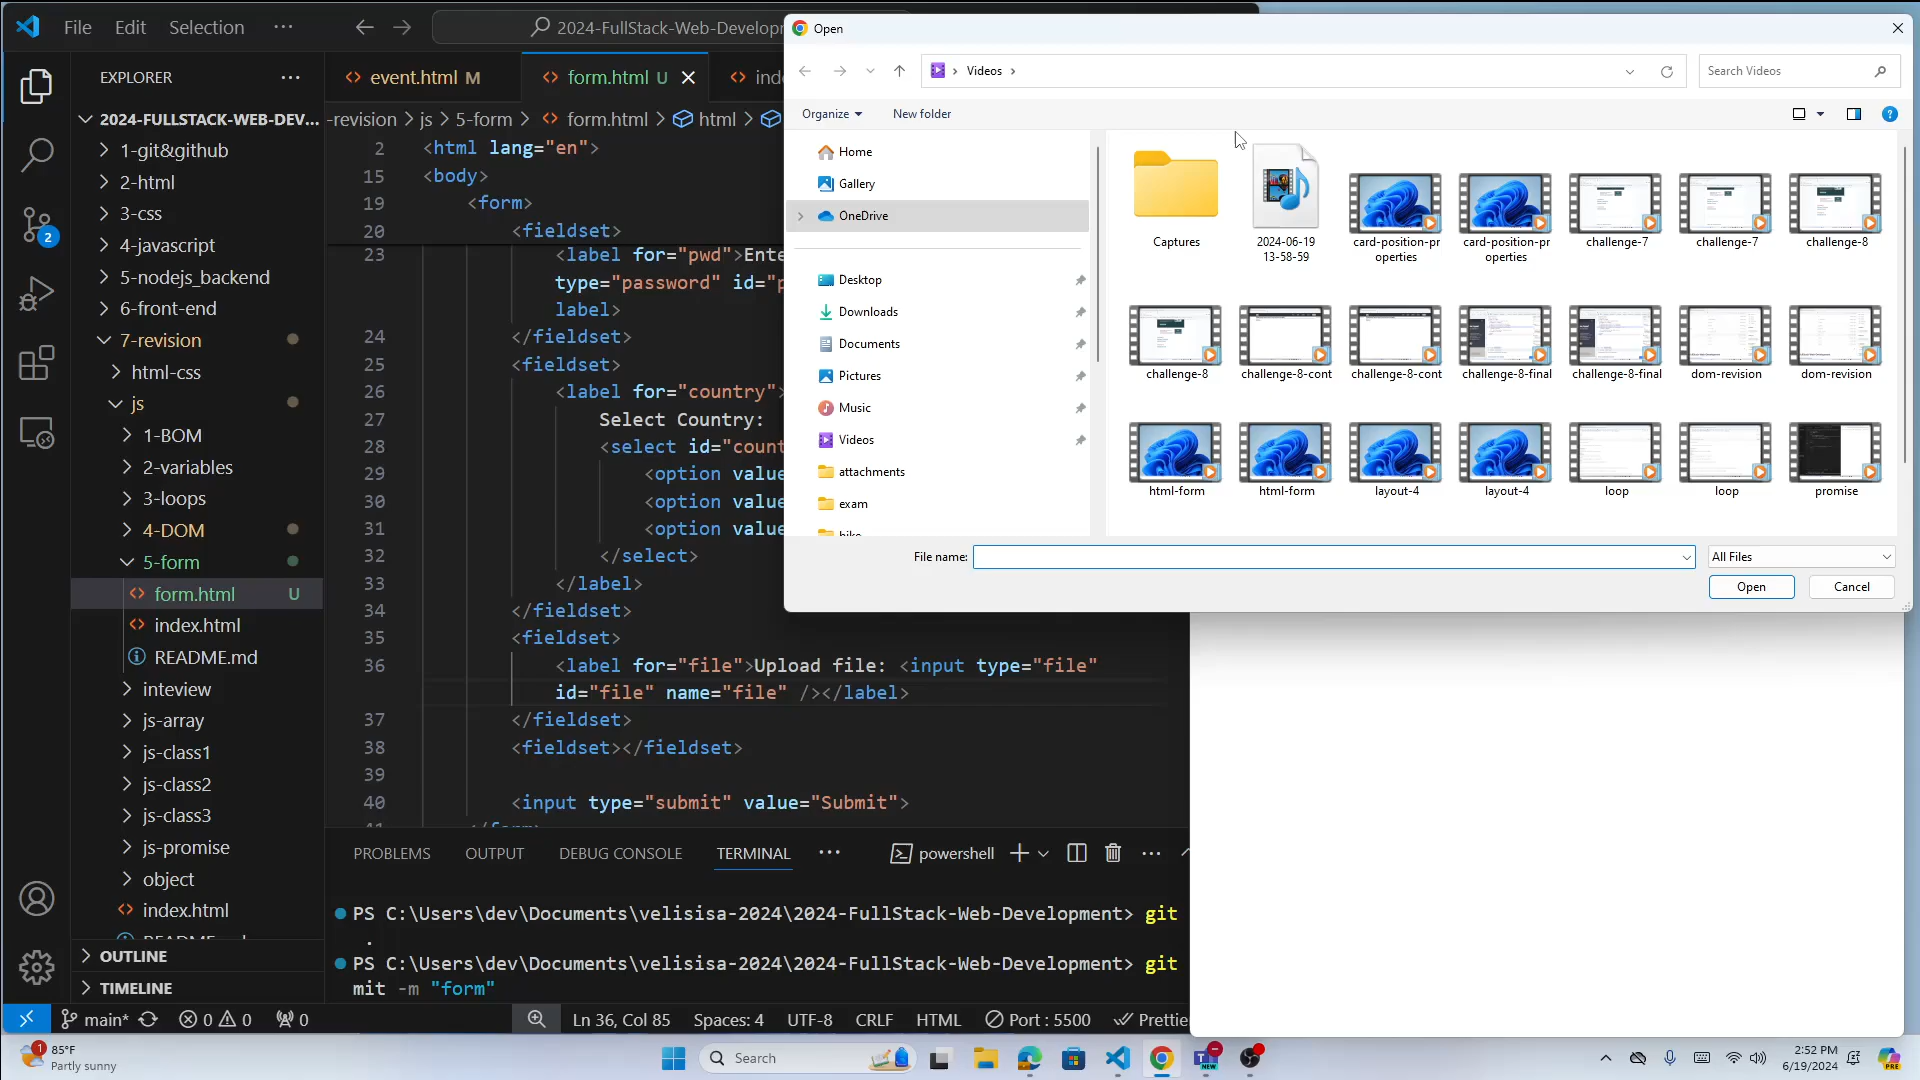 File Edit Selection ···
2024-FullStack-Web-Develop
EXPLORER
2024-FULLSTACK-WEB-DEV...
1-git&github
2-html
3-css
4-javascript
5-nodejs_backend
6-front-end
7-revision
html-css
js
1-BOM
2-variables
3-loops
4-DOM
5-form
form.html U
index.html
README.md
inteview
js-array
js-class1
js-class2
js-class3
js-promise
object
index.html
OUTLINE
TIMELINE
2
event.html M
form.html U
-revision > js > 5-form > form.html > html >
2 <html lang="en">
15 <body>
19 <form>
20 <fieldset>
23 <label for="pwd">Ente
type="password" id="p
label>
24 </fieldset>
25 <fieldset>
26 <label for="country">
27 Select Country:
28 <select id="count
29 <option value
30 <option value
31 <option value
32 </select>
33 </label>
34 </fieldset>
35 <fieldset>
36 <label for="file">Upload file: <input type="file"
id="file" name="file" /></label>
37 </fieldset>
38 <fieldset></fieldset>
39
40 <input type="submit" value="Submit">
PROBLEMS OUTPUT DEBUG CONSOLE TERMINAL ··· powershell
PS C:\Users\dev\Documents\velisisa-2024\2024-FullStack-Web-Development> git
.
PS C:\Users\dev\Documents\velisisa-2024\2024-FullStack-Web-Development> git
mit -m "form"
main* 0 0 0 Ln 36, Col 85 Spaces: 4 UTF-8 CRLF HTML Port : 5500 Prettie
Open
Videos
Search Videos
Organize New folder
Home
Gallery
OneDrive
Desktop
Downloads
Documents
Pictures
Music
Videos
attachments
exam
Captures
2024-06-19
13-58-59
card-position-pr
operties
card-position-pr
operties
challenge-7
challenge-7
challenge-8
challenge-8
challenge-8-cont
challenge-8-cont
challenge-8-final
challenge-8-final
dom-revision
dom-revision
html-form
html-form
layout-4
layout-4
loop
loop
promise
File name:
All Files
Open Cancel
1
85°F
Partly sunny
Search
NEW
2:52 PM
6/19/2024
PRE